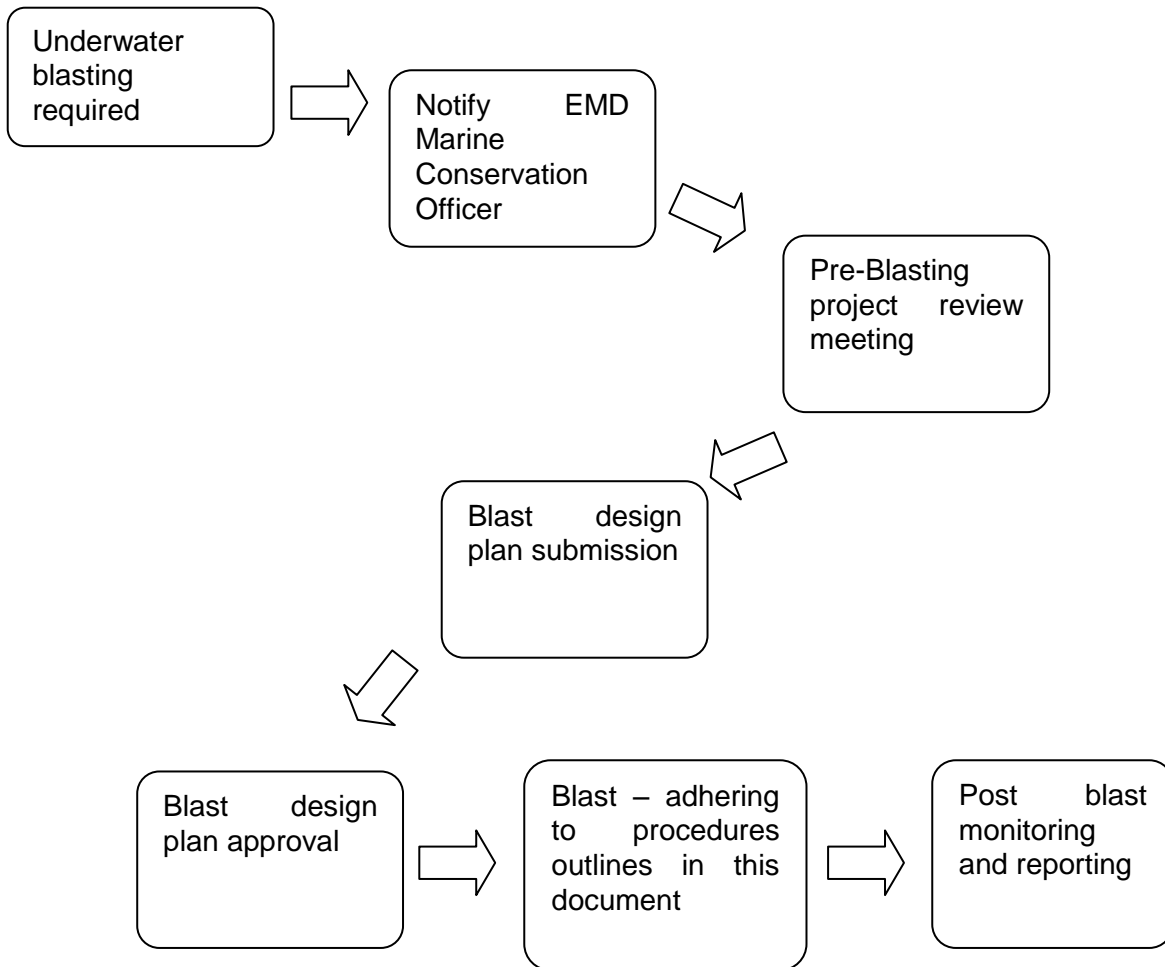 Underwater
blasting
required
Notify EMD
Marine
Conservation
Officer
Pre-Blasting
project review
meeting
Blast design
plan submission
Blast design
plan approval
Blast – adhering
to procedures
outlines in this
document
Post blast
monitoring
and reporting